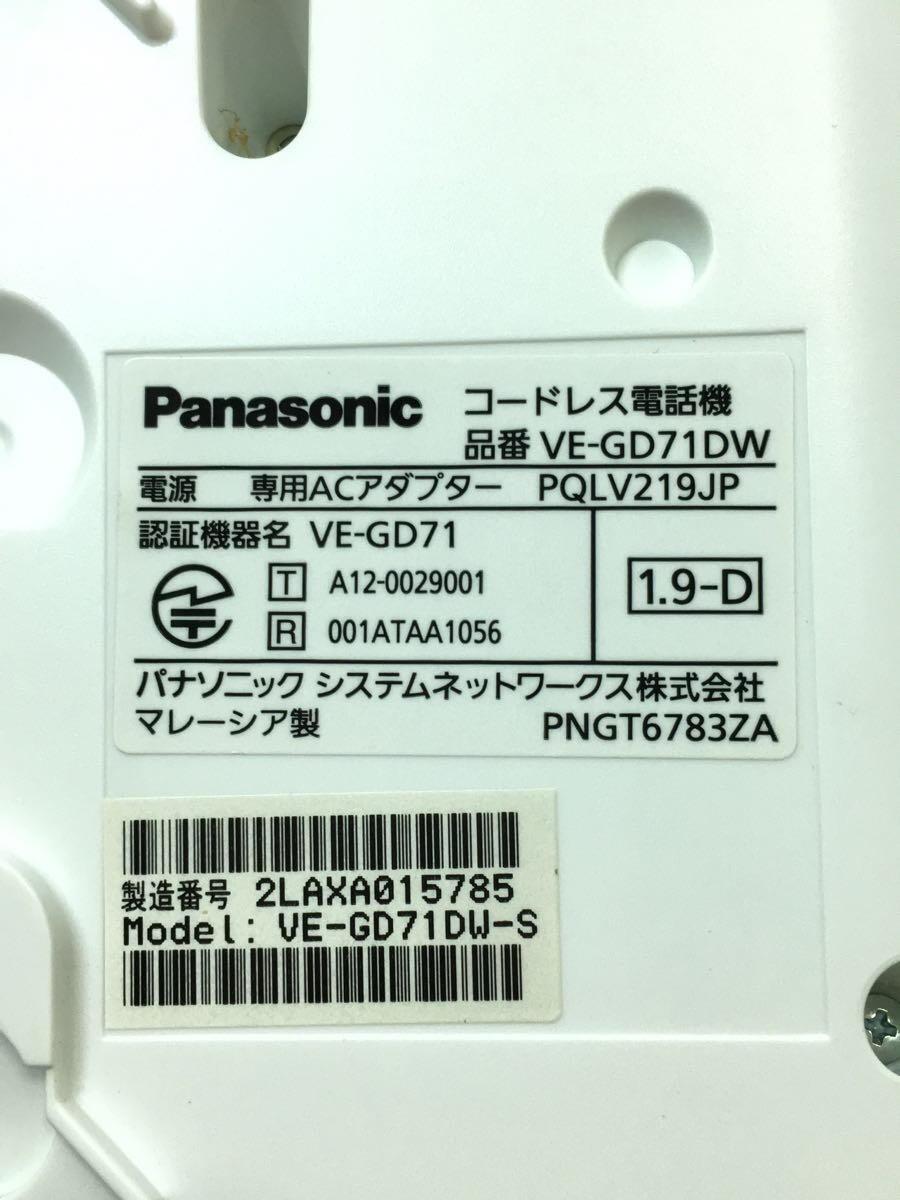 Panasonic コードレス電話機
品番 VE-GD71DW
電源 専用ACアダプター PQLV219JP
認証機器名 VE-GD71
T A12-0029001
R 001ATAA1056
1.9-D
パナソニック システムネットワークス株式会社
マレーシア製 PNGT6783ZA
製造番号 2LAXA015785
Model: VE-GD71DW-S